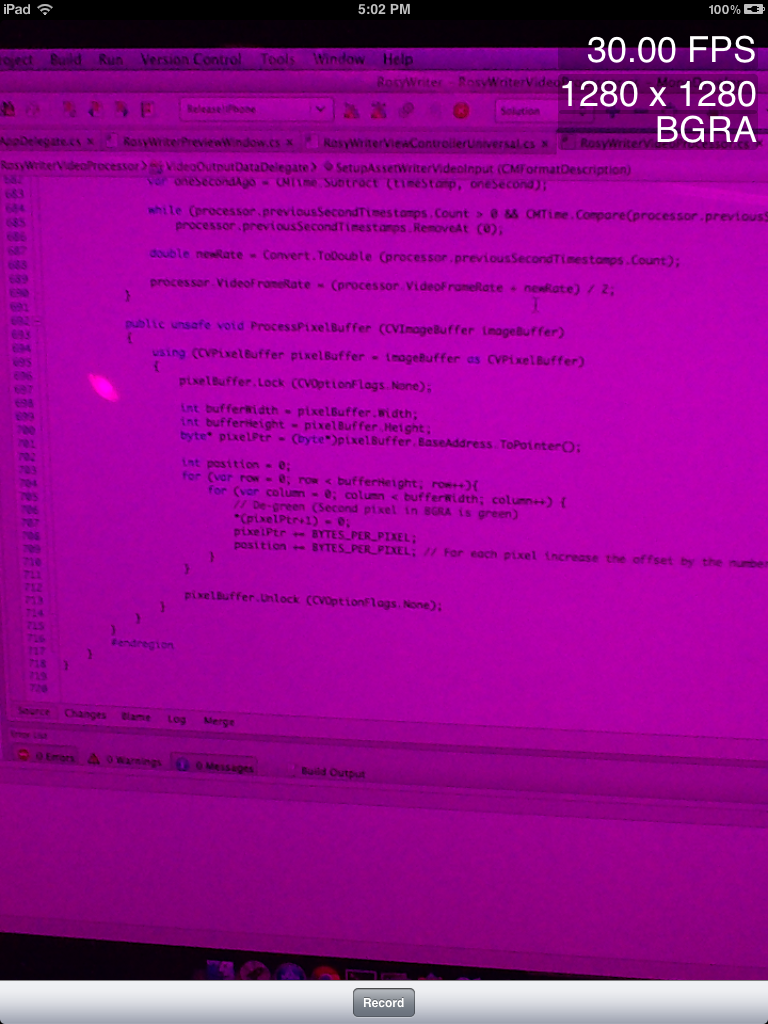 iPad 5:02 PM 100%
30.00 FPS
1280 x 1280
BGRA
Build Run Version Control Tools Window Help
RosyWriter
Release|iPhone Solution
AppDelegate.cs x RosyWriterPreviewWindow.cs x RosyWriterViewControllerUniversal.cs x
RosyWriterVideoProcessor > VideoOutputDataDelegate > SetupAssetWriterVideoInput (CMFormatDescription)
682 var oneSecondAgo = CMTime.Subtract (timeStamp, oneSecond);
683
684 while (processor.previousSecondTimestamps.Count > 0 && CMTime.Compare(processor.previousS
685 processor.previousSecondTimestamps.RemoveAt (0);
686
687 double newRate = Convert.ToDouble (processor.previousSecondTimestamps.Count);
688
689 processor.VideoFrameRate = (processor.VideoFrameRate + newRate) / 2;
690 }
691
692 public unsafe void ProcessPixelBuffer (CVImageBuffer imageBuffer)
693 {
694 using (CVPixelBuffer pixelBuffer = imageBuffer as CVPixelBuffer)
695 {
696 pixelBuffer.Lock (CVOptionFlags.None);
697
698 int bufferWidth = pixelBuffer.Width;
699 int bufferHeight = pixelBuffer.Height;
700 byte* pixelPtr = (byte*)pixelBuffer.BaseAddress.ToPointer();
701
702 int position = 0;
703 for (var row = 0; row < bufferHeight; row++){
704 for (var column = 0; column < bufferWidth; column++) {
705 // De-green (Second pixel in BGRA is green)
706 *(pixelPtr+1) = 0;
707 pixelPtr += BYTES_PER_PIXEL;
708 position += BYTES_PER_PIXEL; // For each pixel increase the offset by the number
709 }
710 }
711
712
713 pixelBuffer.Unlock (CVOptionFlags.None);
714 }
715 }
716 }
717 #endregion
718 }
719 }
720
Source Changes Blame Log Merge
Error List
0 Errors 0 Warnings 0 Messages Build Output
Record